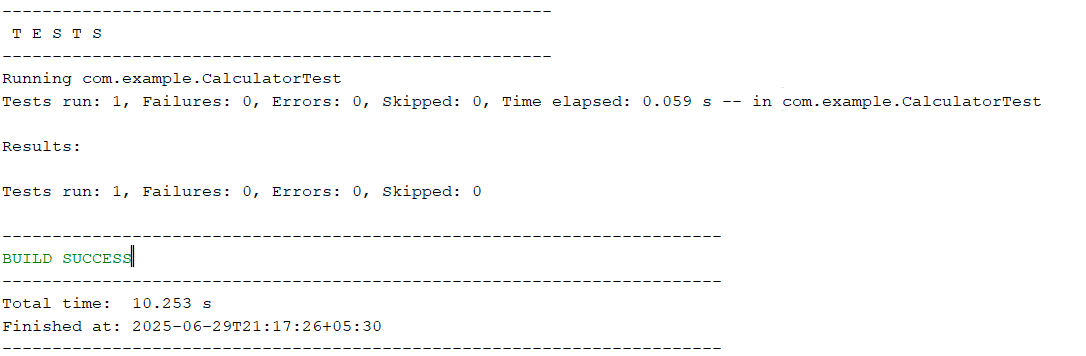 -------------------------------------------------------
 T E S T S
-------------------------------------------------------
Running com.example.CalculatorTest
Tests run: 1, Failures: 0, Errors: 0, Skipped: 0, Time elapsed: 0.059 s -- in com.example.CalculatorTest

Results:

Tests run: 1, Failures: 0, Errors: 0, Skipped: 0

------------------------------------------------------------------------
BUILD SUCCESS
------------------------------------------------------------------------
Total time:  10.253 s
Finished at: 2025-06-29T21:17:26+05:30
------------------------------------------------------------------------